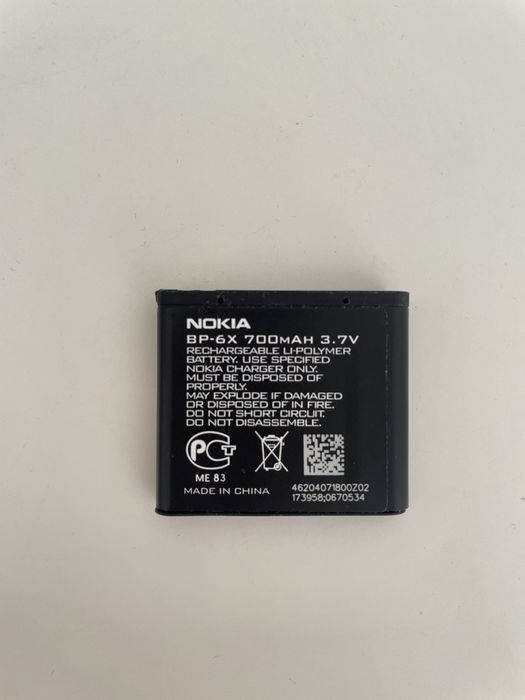 NOKIA
BP-6X 700mAH 3.7V
RECHARGEABLE LI-POLYMER
BATTERY. USE SPECIFIED
NOKIA CHARGER ONLY.
MUST BE DISPOSED OF
PROPERLY.
MAY EXPLODE IF DAMAGED
OR DISPOSED OF IN FIRE.
DO NOT SHORT CIRCUIT.
DO NOT DISASSEMBLE.
РСТ
ME 83
MADE IN CHINA
46204071800Z02
173958;0670534